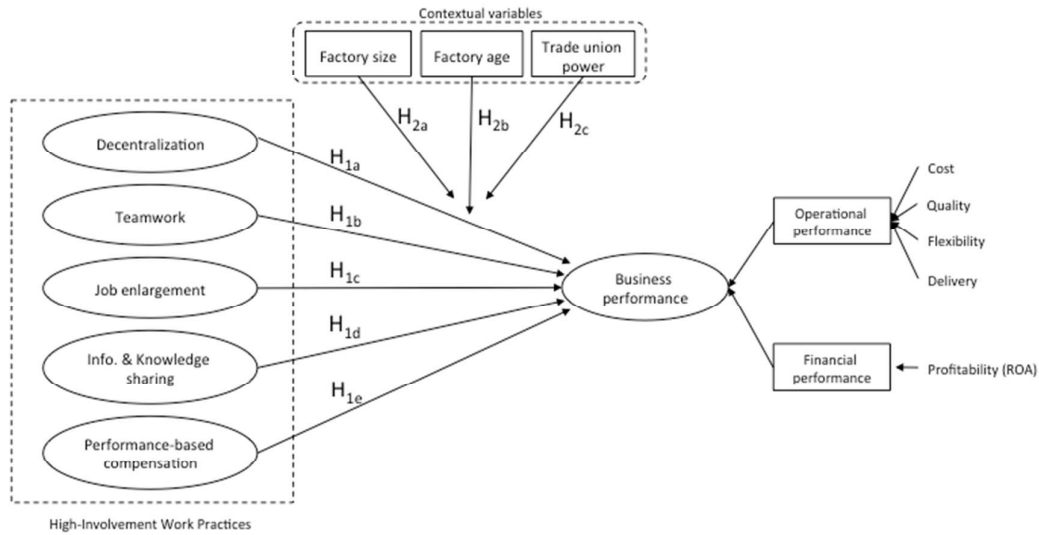 Contextual variables
Factory size
Factory age
Trade union
power
H2a
H2b
H2c
Decentralization
H1a
Teamwork
H1b
Job enlargement
H1c
Info. & Knowledge
sharing
H1d
Performance-based
compensation
H1e
High-Involvement Work Practices
Business
performance
Operational
performance
Cost
Quality
Flexibility
Delivery
Financial
performance
Profitability (ROA)